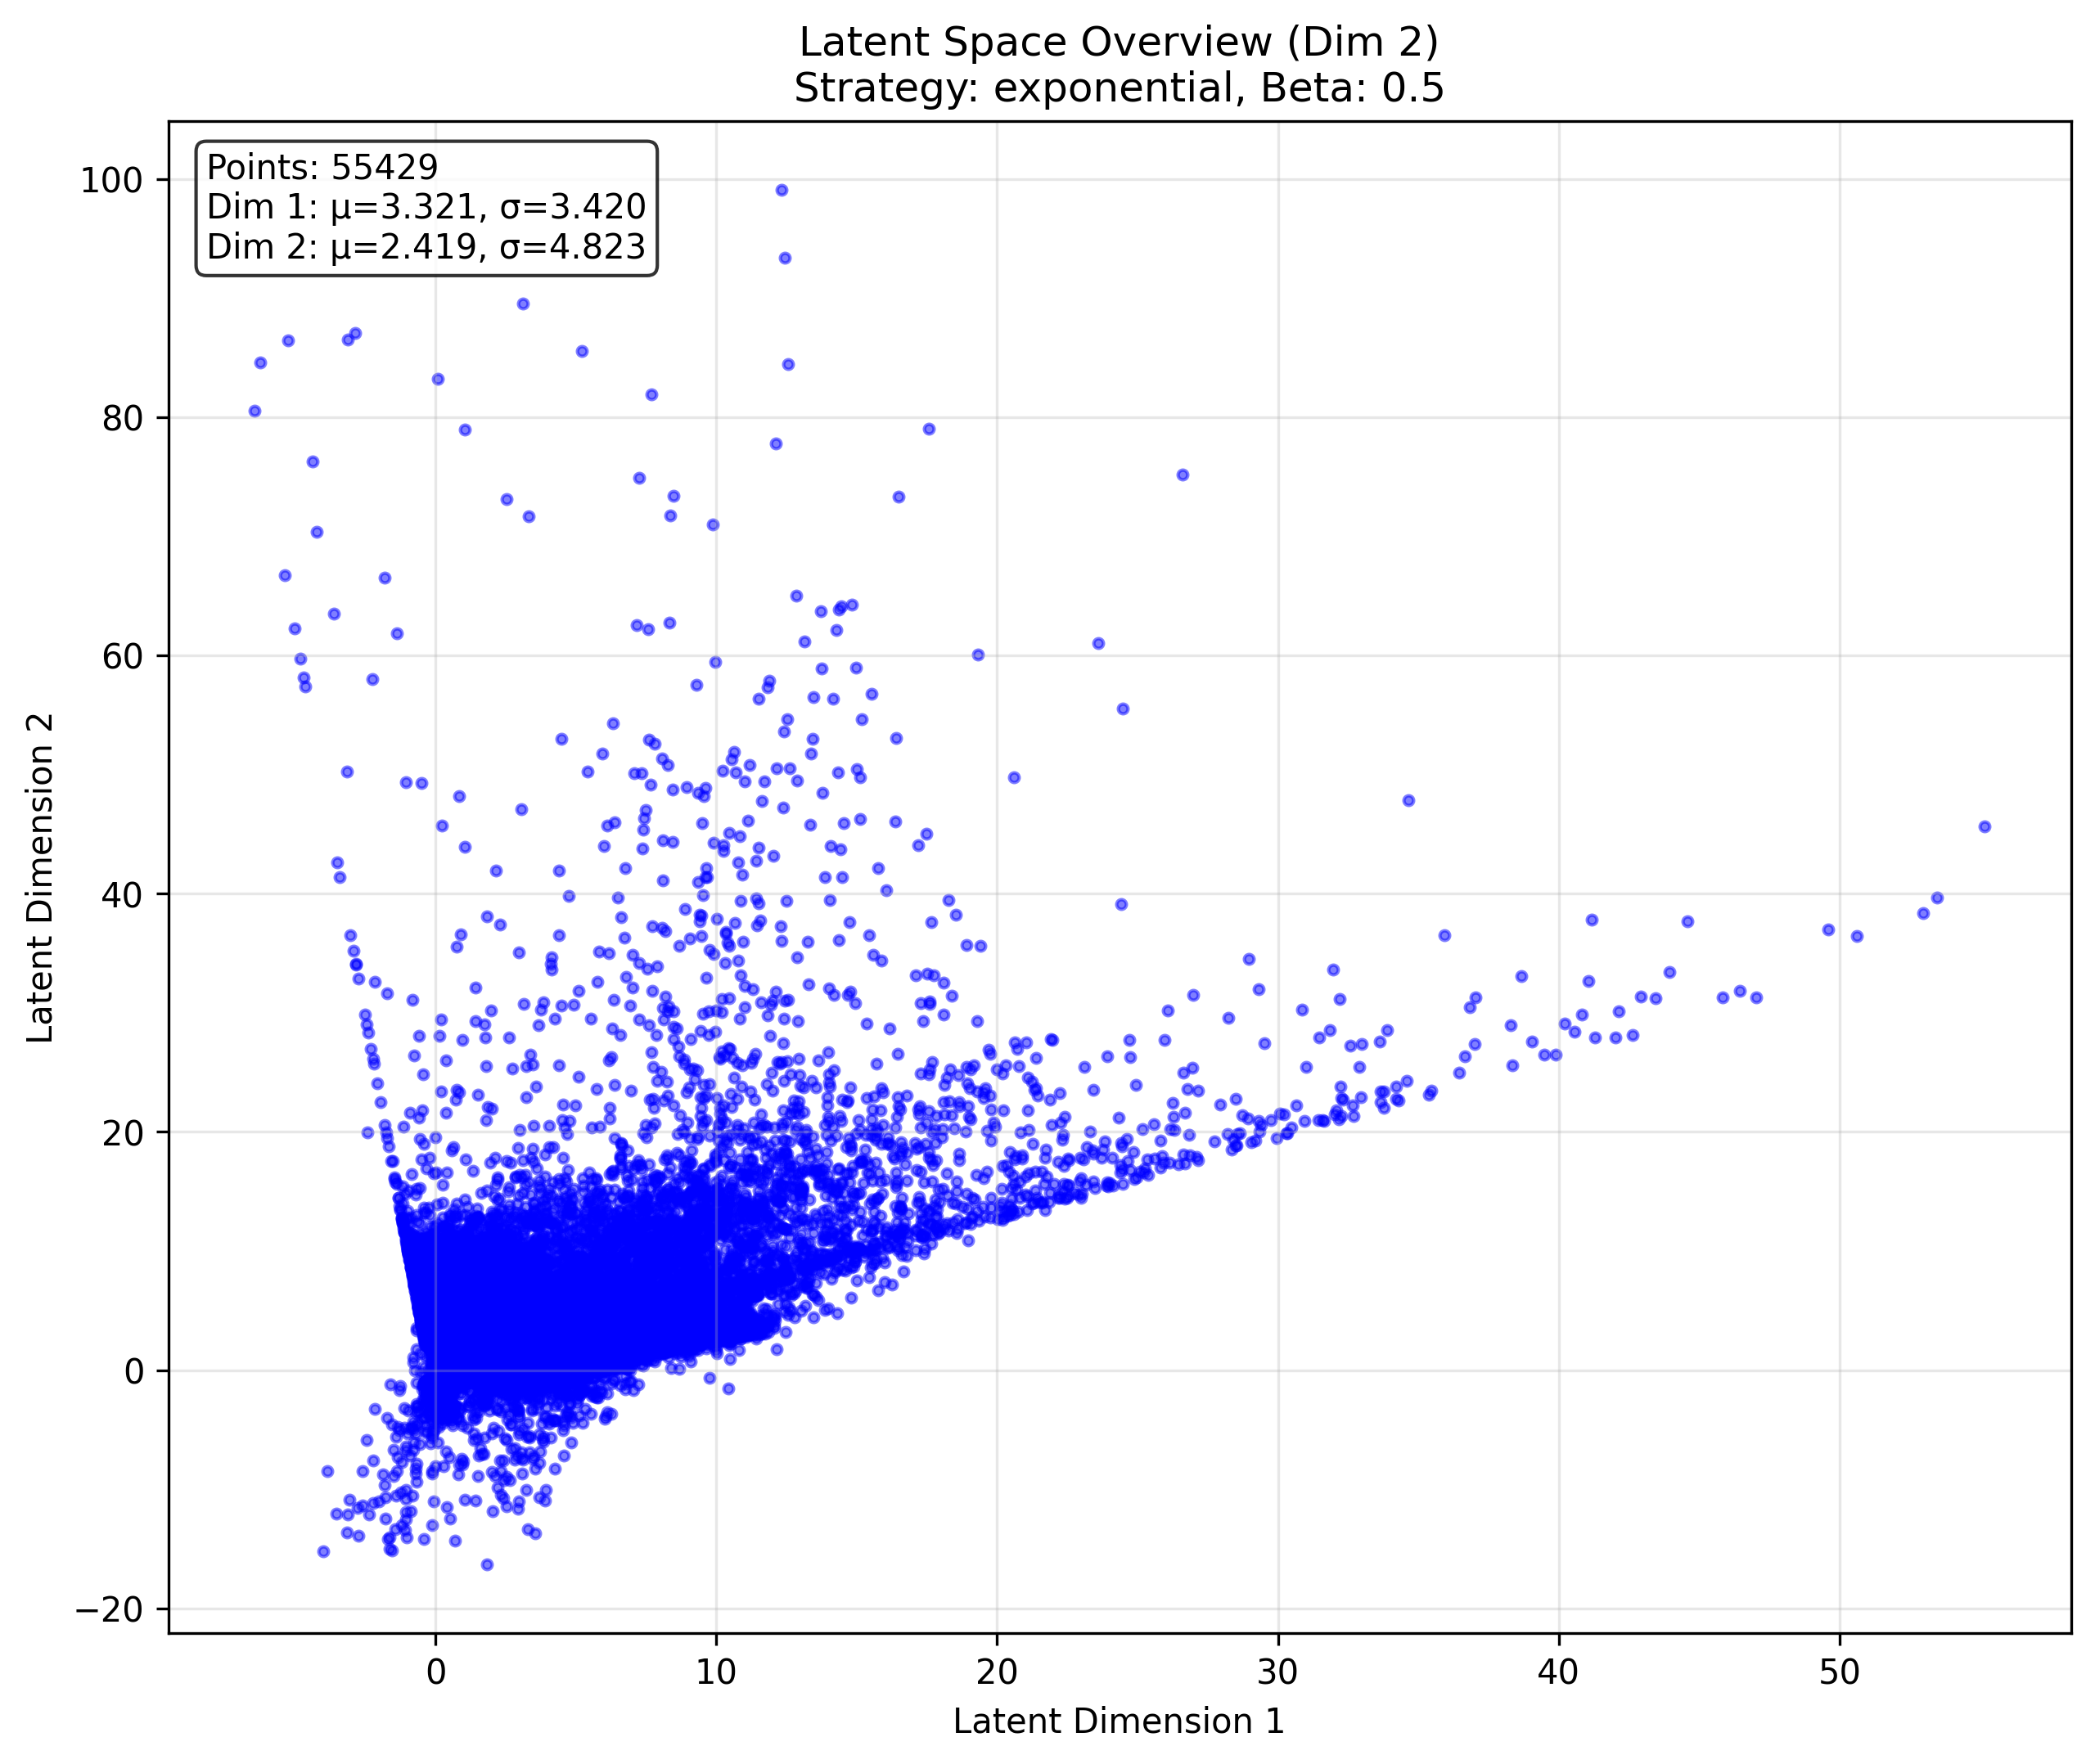 Latent Space Overview (Dim 2)
Strategy: exponential, Beta: 0.5
Points: 55429
Dim 1: μ=3.321, σ=3.420
Dim 2: μ=2.419, σ=4.823
100
80
60
40
20
0
−20
Latent Dimension 2
0
10
20
30
40
50
Latent Dimension 1